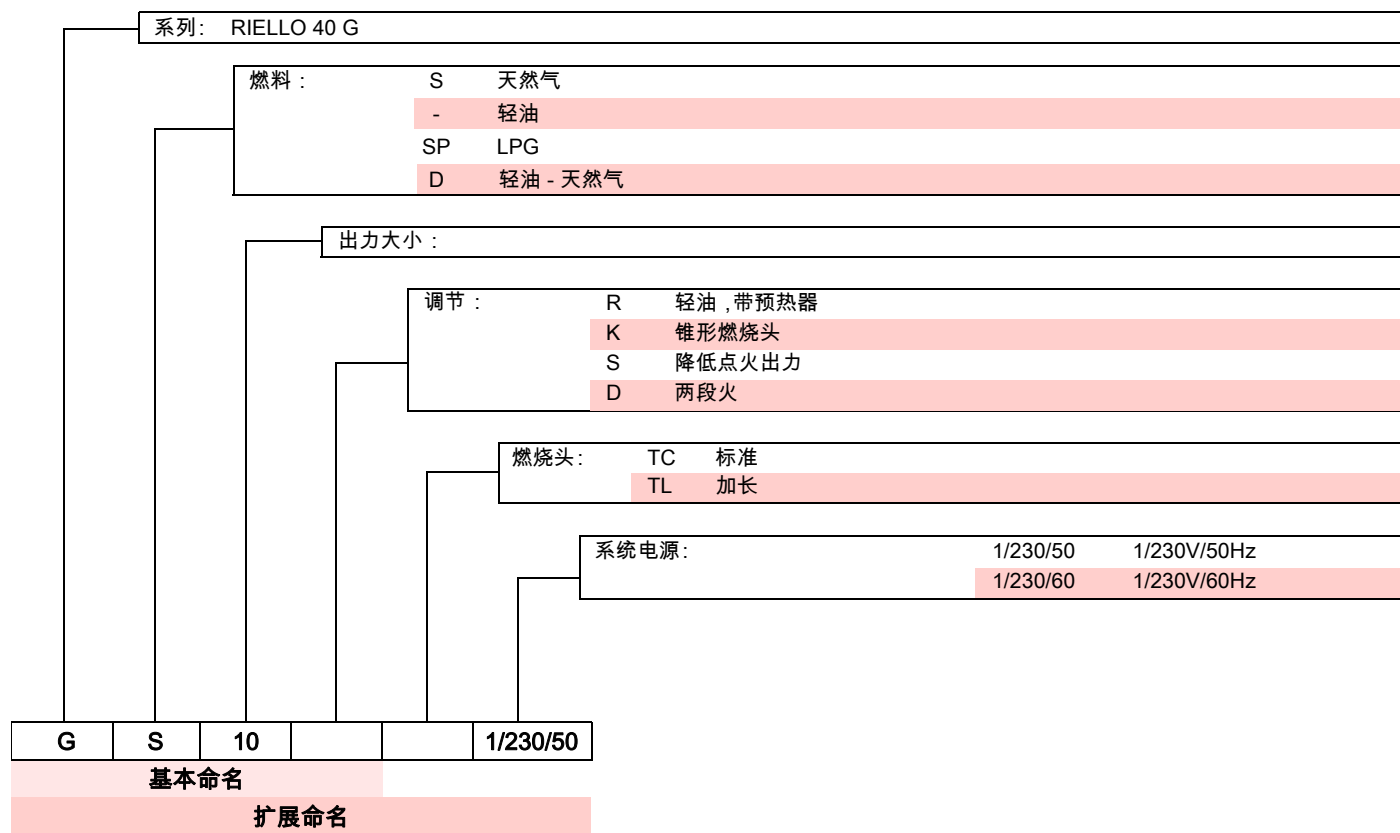 系列: RIELLO 40 G
燃料 : S 天然气
- 轻油
SP LPG
D 轻油 - 天然气
出力大小 :
调节 : R 轻油 ,带预热器
K 锥形燃烧头
S 降低点火出力
D 两段火
燃烧头: TC 标准
TL 加长
系统电源: 1/230/50 1/230V/50Hz
1/230/60 1/230V/60Hz
G S 10 1/230/50
基本命名
扩展命名